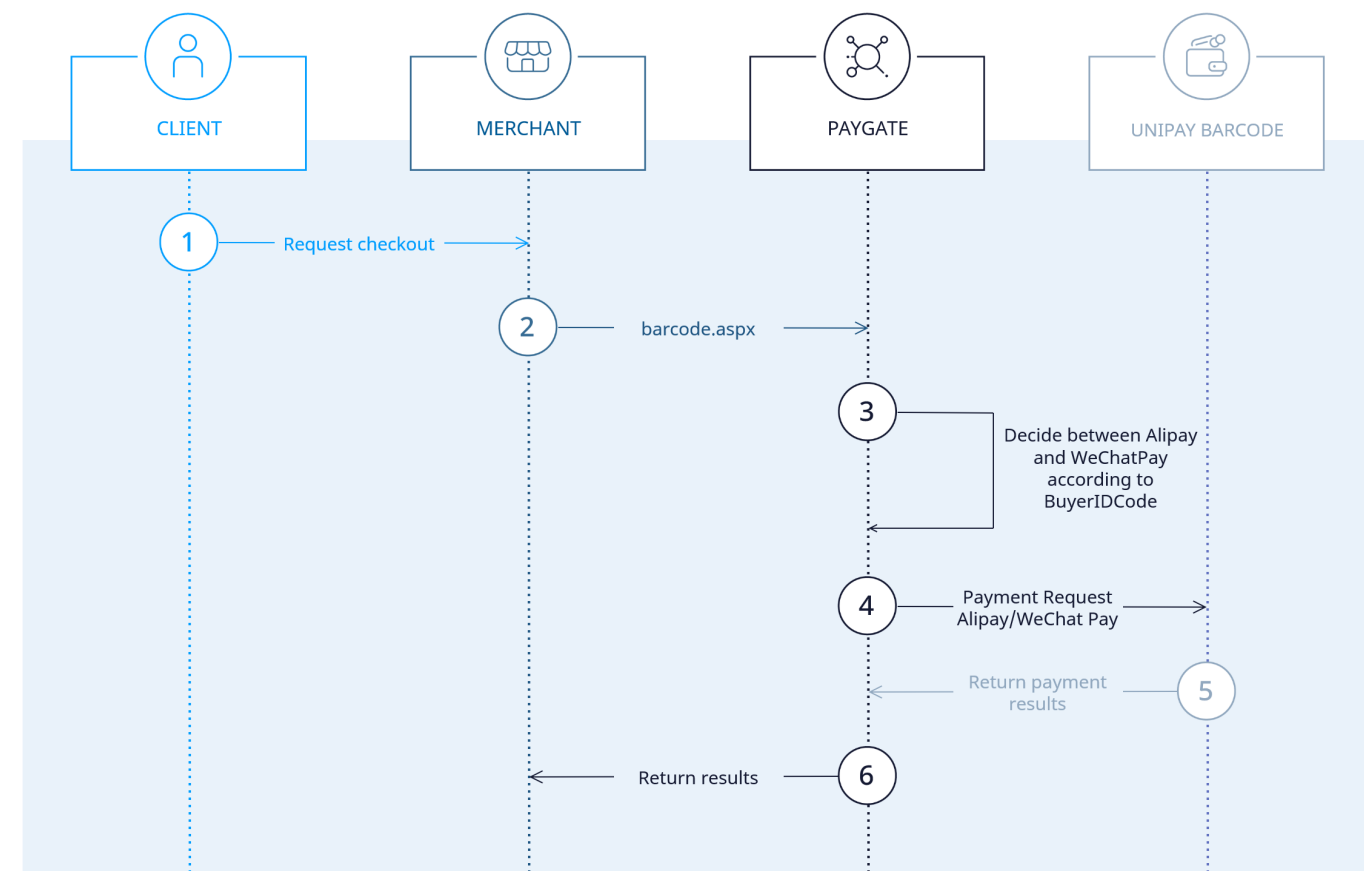 CLIENT
MERCHANT
PAYGATE
UNIPAY BARCODE
1
Request checkout
2
barcode.aspx
3
Decide between Alipay
and WeChatPay
according to
BuyerIDCode
4
Payment Request
Alipay/WeChat Pay
Return payment
results
5
Return results
6